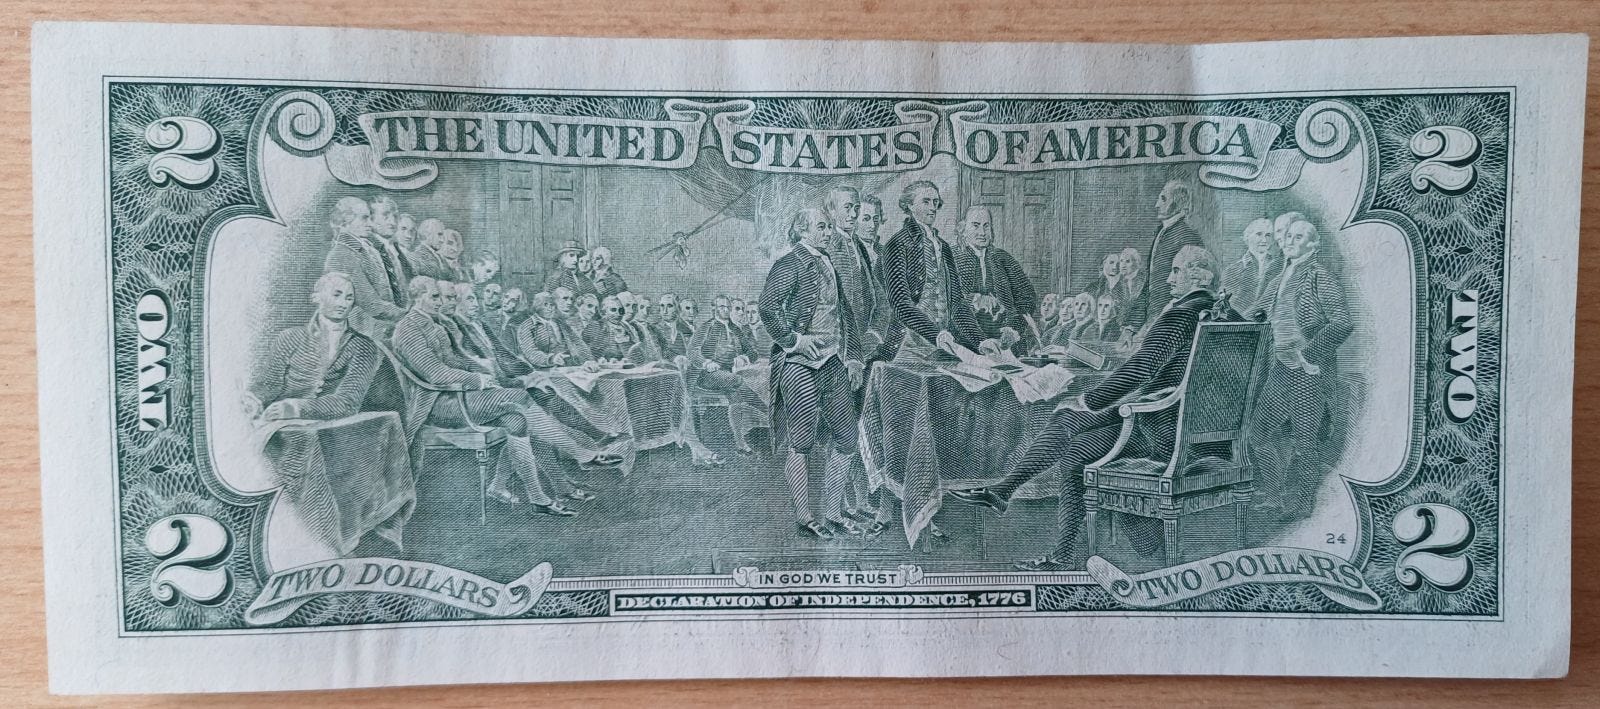 2
THE UNITED STATES OF AMERICA
2
TWO
TWO
24
2
TWO DOLLARS
IN GOD WE TRUST
TWO DOLLARS
2
DECLARATION OF INDEPENDENCE, 1776